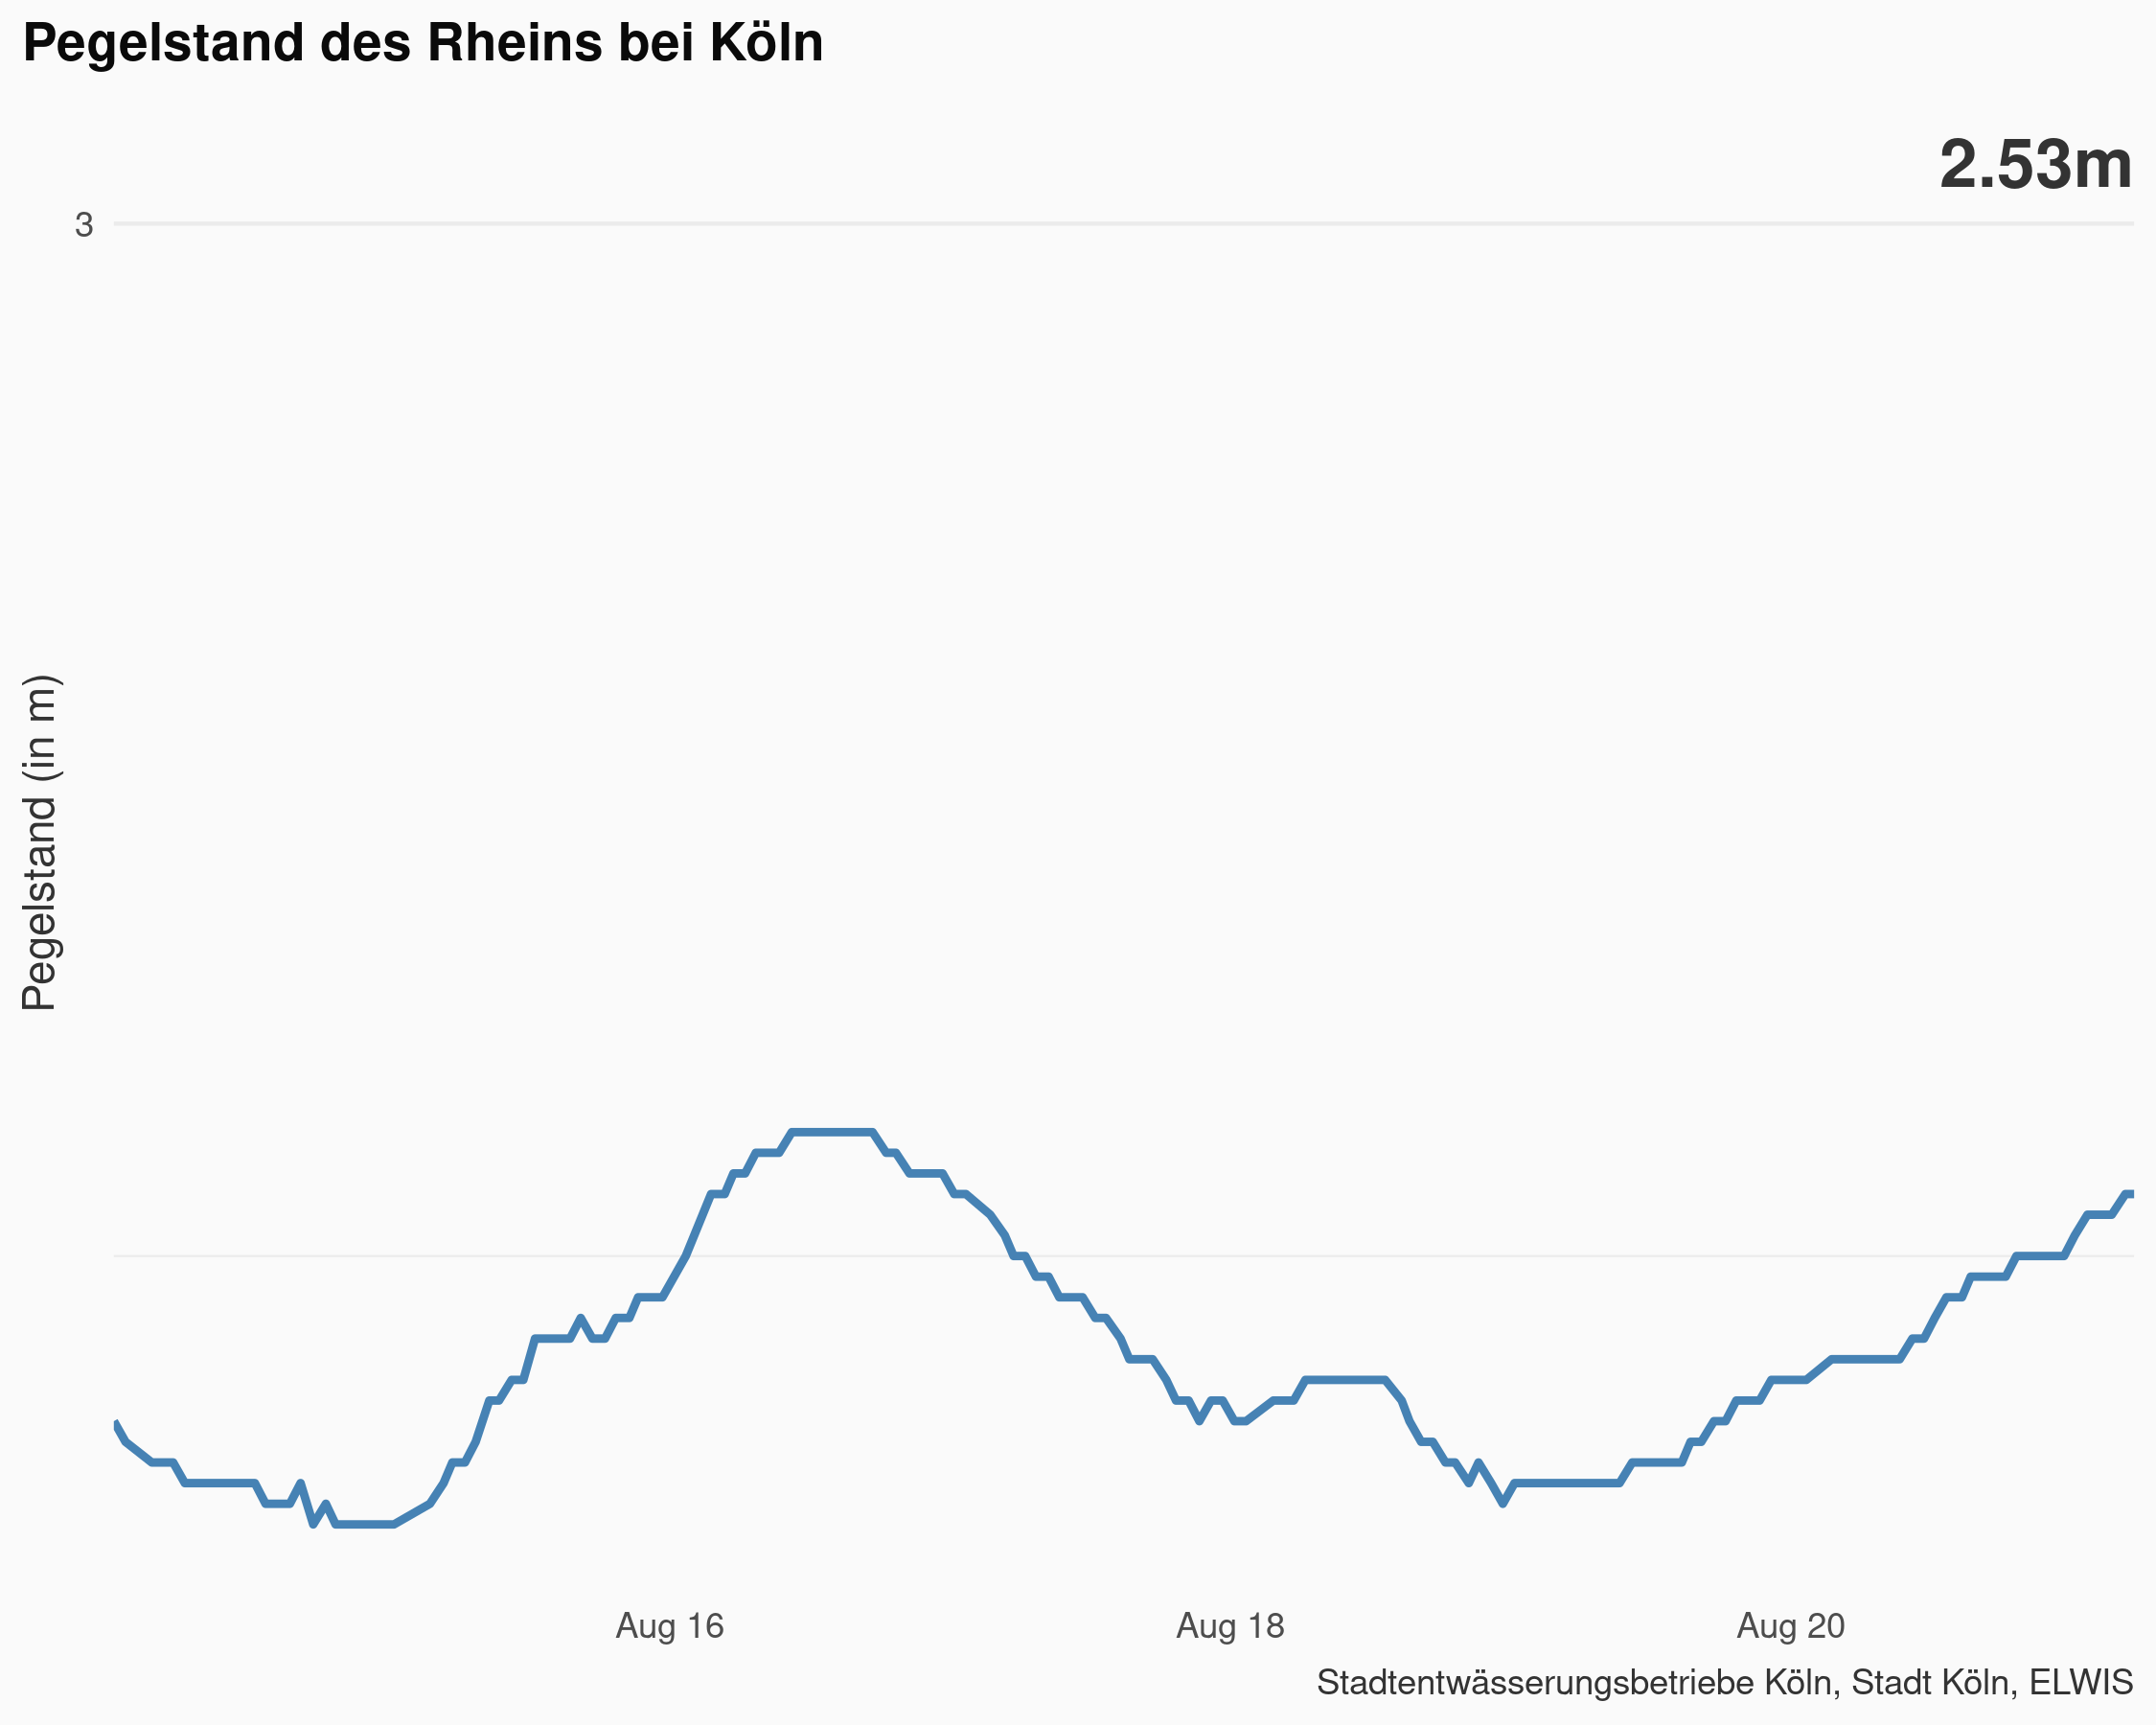 Pegelstand des Rheins bei Köln
2.53m
3
Pegelstand (in m)
Aug 16
Aug 18
Aug 20
Stadtentwässerungsbetriebe Köln, Stadt Köln, ELWIS